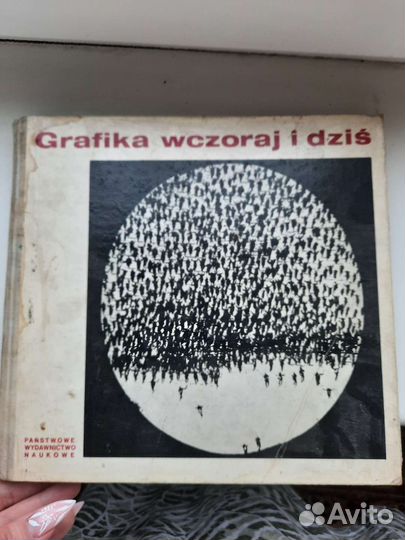 Grafika wczoraj i dziś
PAŃSTWOWE
WYDAWNICTWO
NAUKOWE
Avito